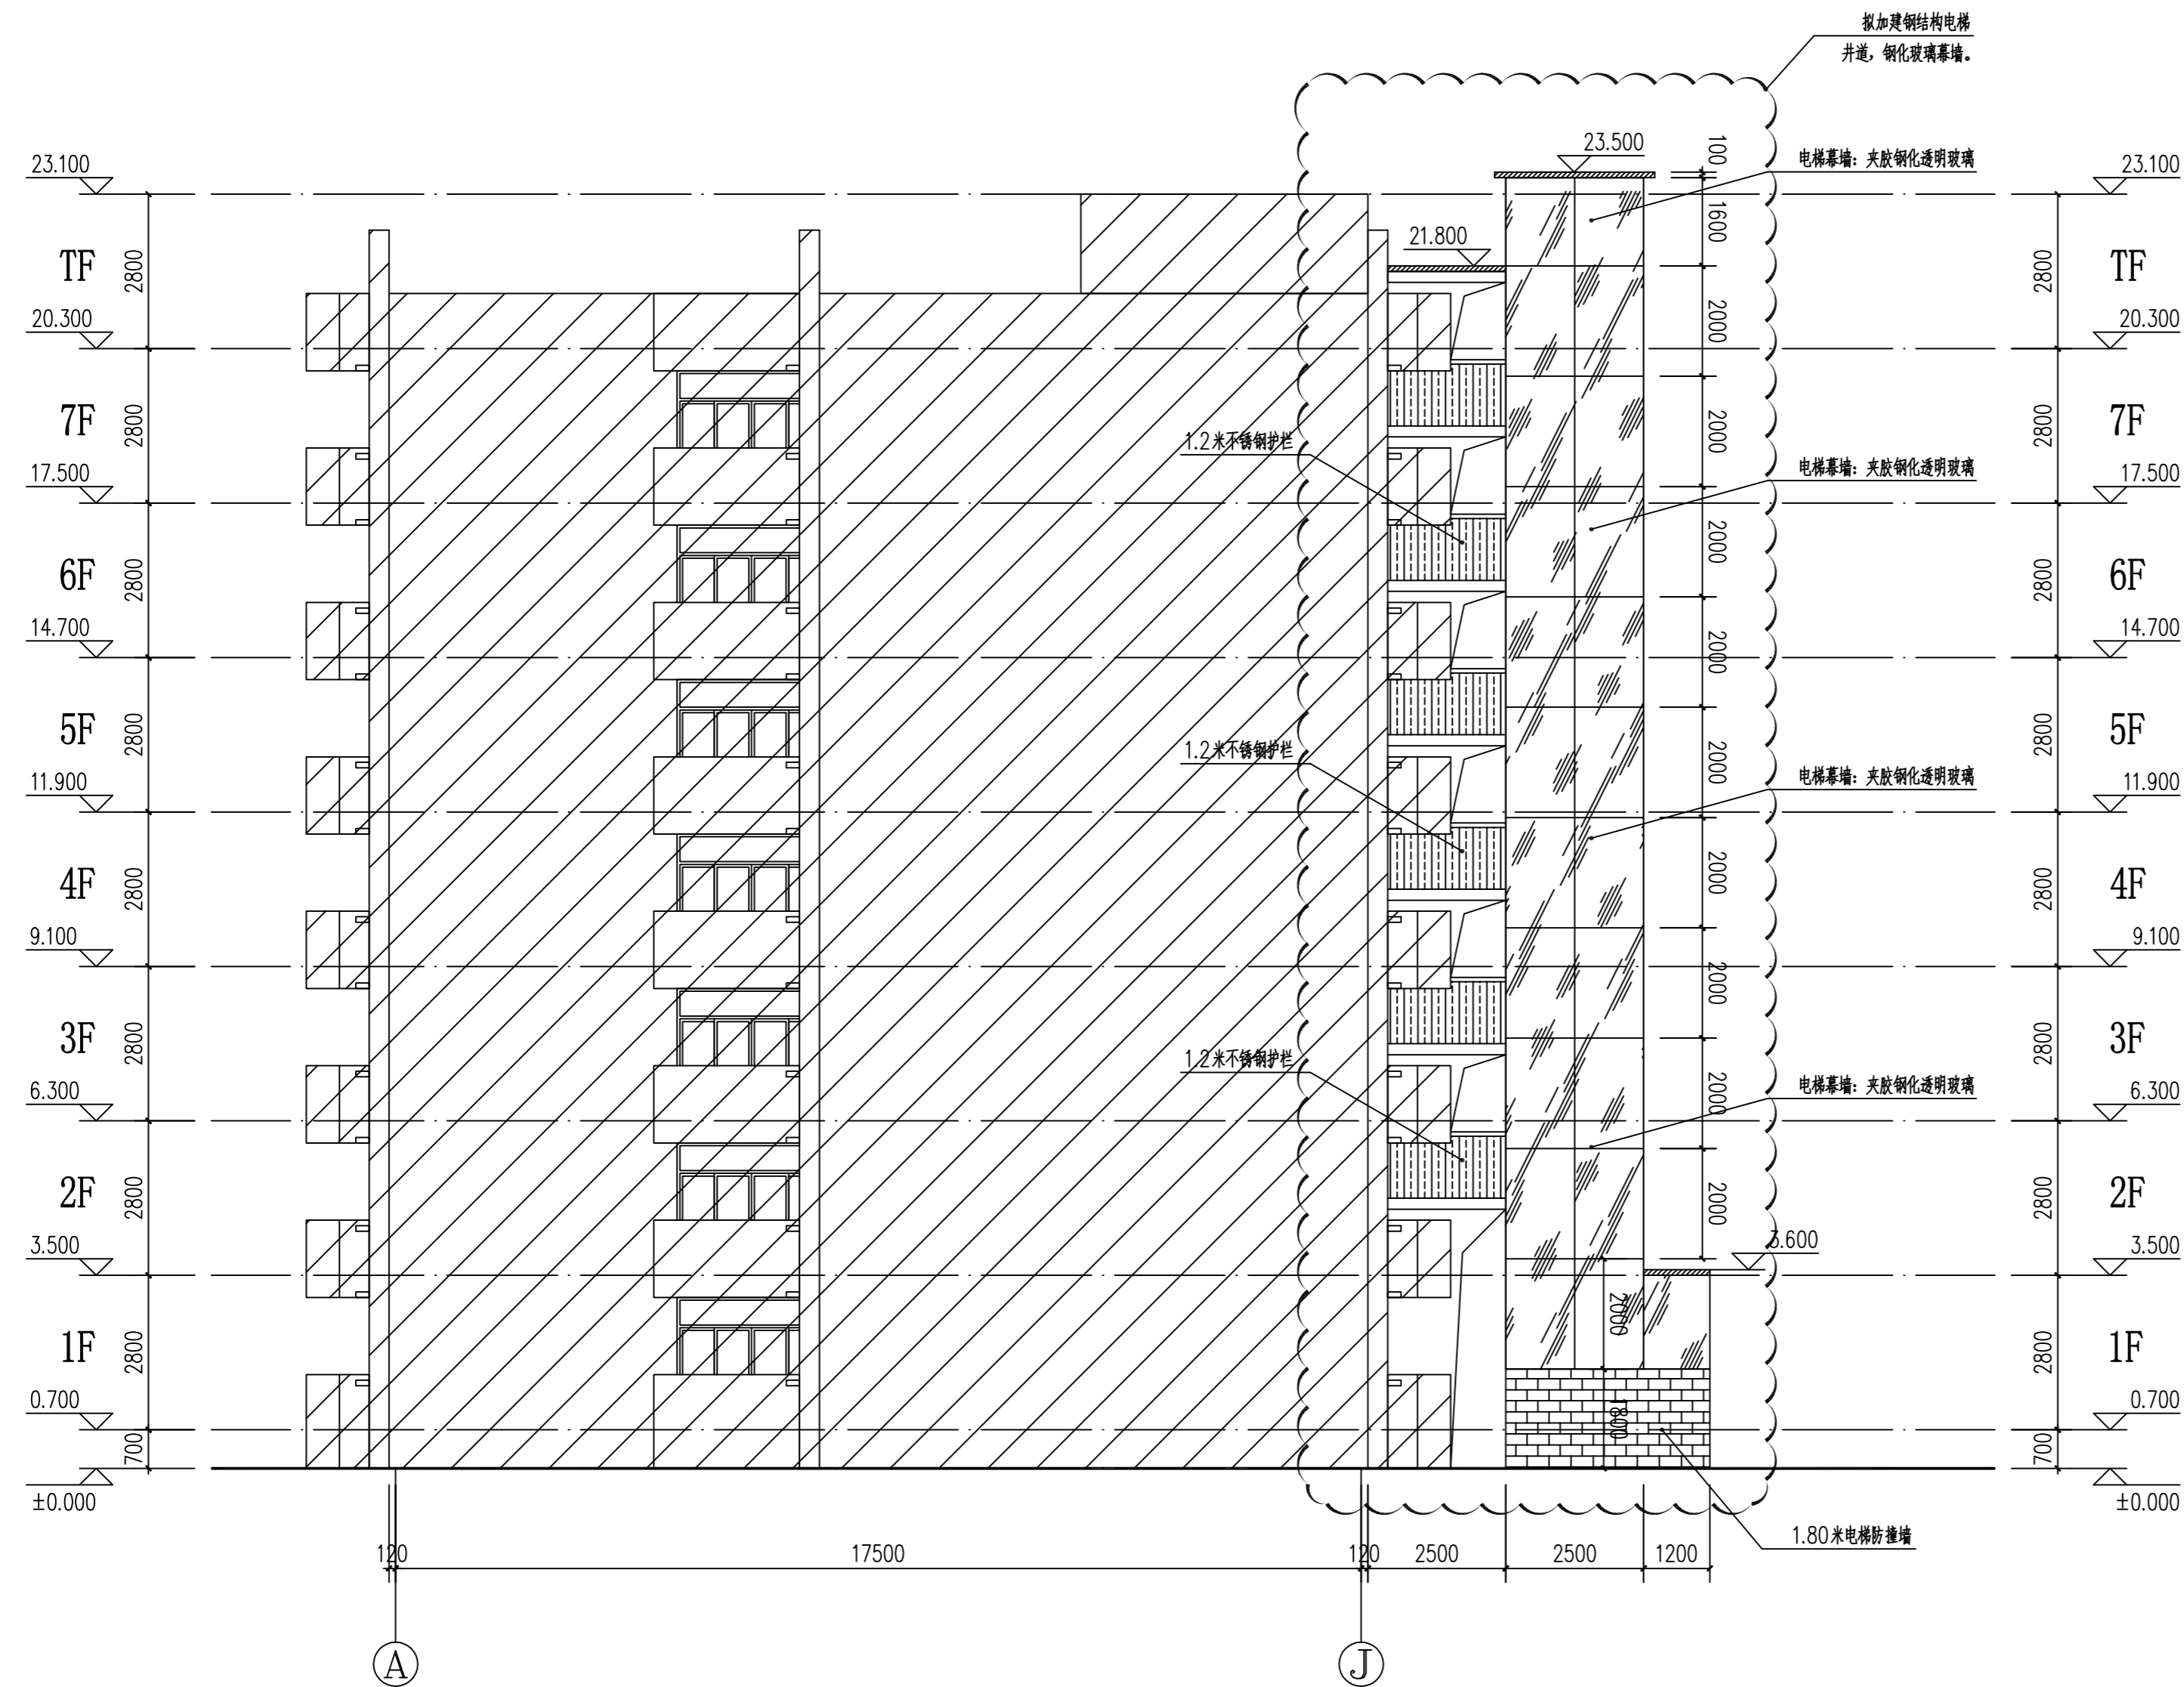 拟加建钢结构电梯
井道，钢化玻璃幕墙。
23.500
100
电梯幕墙：夹胶钢化透明玻璃
23.100
23.100
1600
21.800
TF
2800
2800
TF
20.300
2000
20.300
7F
2800
1.2米不锈钢护栏
2000
2800
7F
电梯幕墙：夹胶钢化透明玻璃
17.500
17.500
2000
6F
2800
2800
6F
14.700
2000
14.700
5F
2800
1.2米不锈钢护栏
2000
2800
5F
电梯幕墙：夹胶钢化透明玻璃
11.900
11.900
4F
2800
2000
2800
4F
9.100
9.100
2000
3F
2800
1.2米不锈钢护栏
2800
3F
电梯幕墙：夹胶钢化透明玻璃
6.300
2000
6.300
2F
2800
2000
2800
2F
3.500
3.600
3.500
2000
1F
2800
2800
1F
0.700
1800
0.700
700
700
±0.000
±0.000
1.80米电梯防撞墙
120
17500
120
2500
2500
1200
A
J